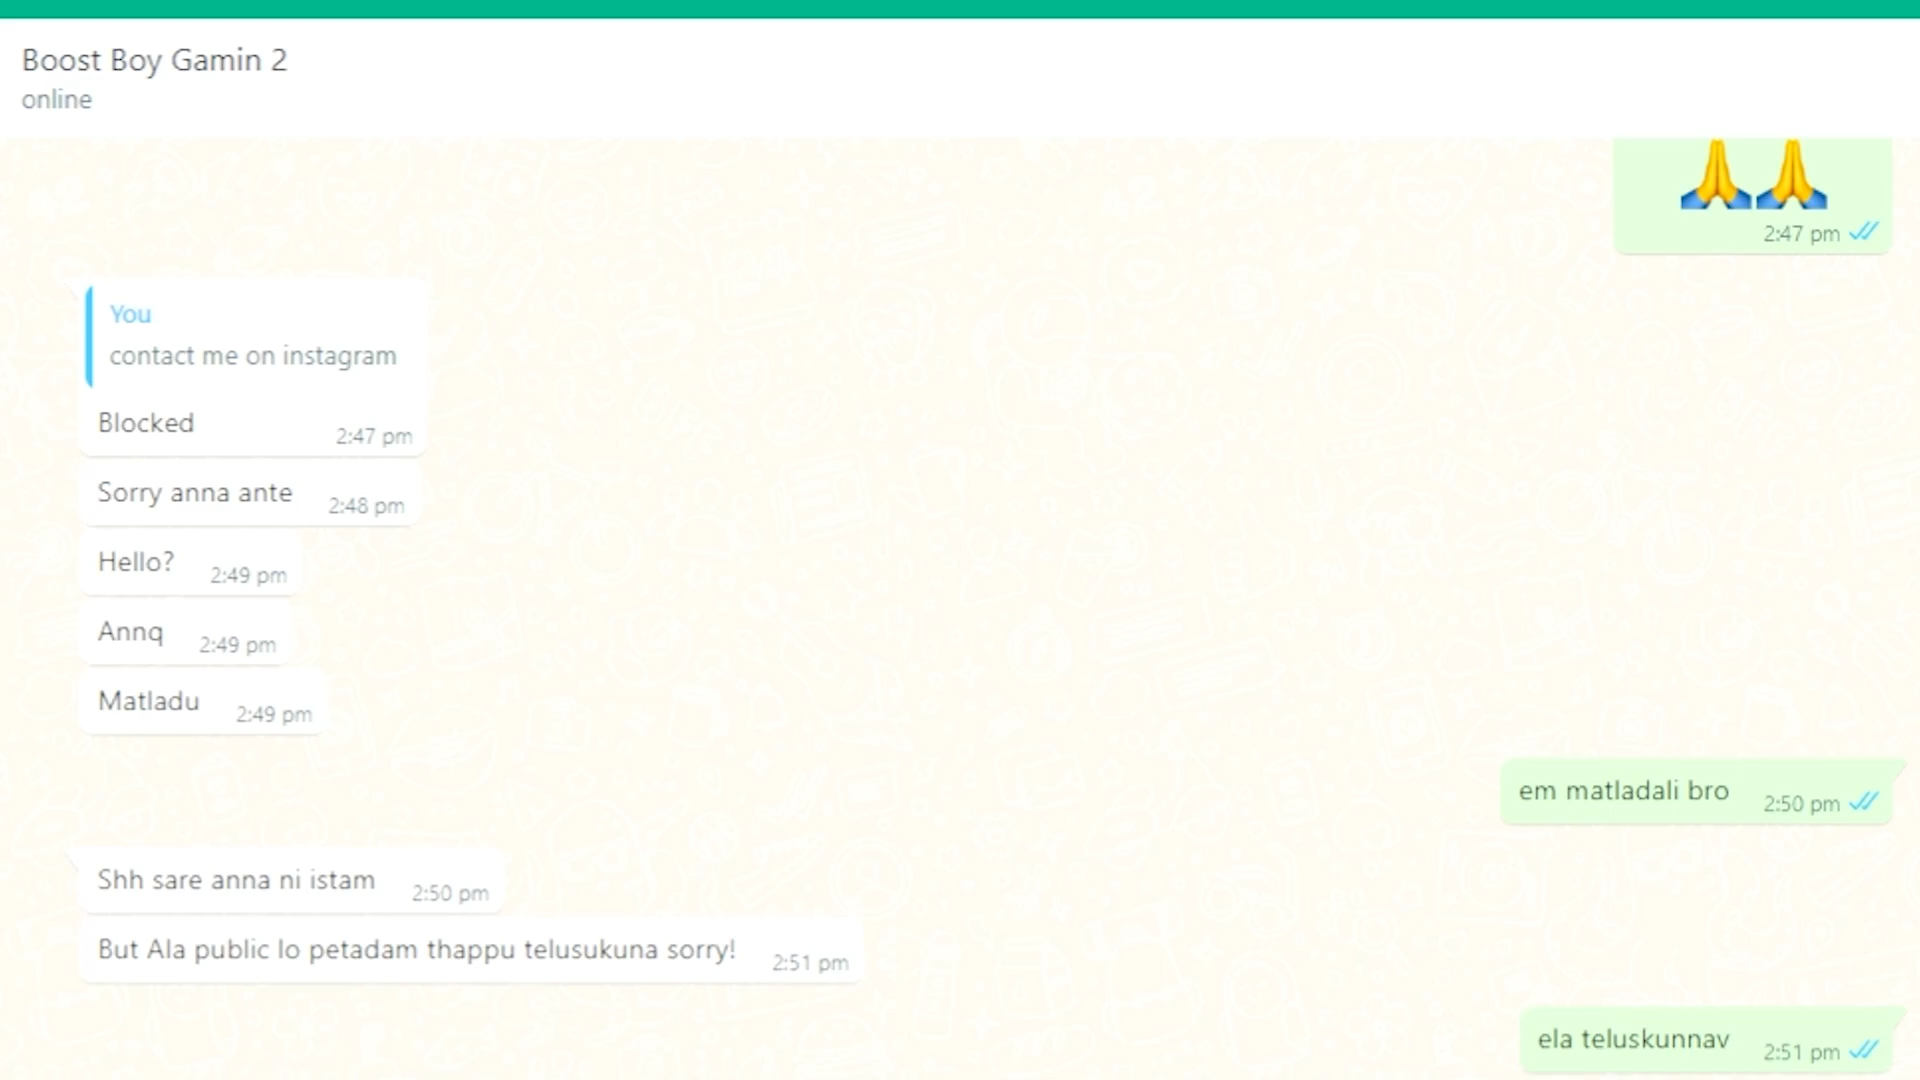 Boost Boy Gamin 2
online
🙏🙏
2:47 pm
You
contact me on instagram
Blocked
2:47 pm
Sorry anna ante
2:48 pm
Hello?
2:49 pm
Annq
2:49 pm
Matladu
2:49 pm
em matladali bro
2:50 pm
Shh sare anna ni istam
2:50 pm
But Ala public lo petadam thappu telusukuna sorry!
2:51 pm
ela teluskunnav
2:51 pm